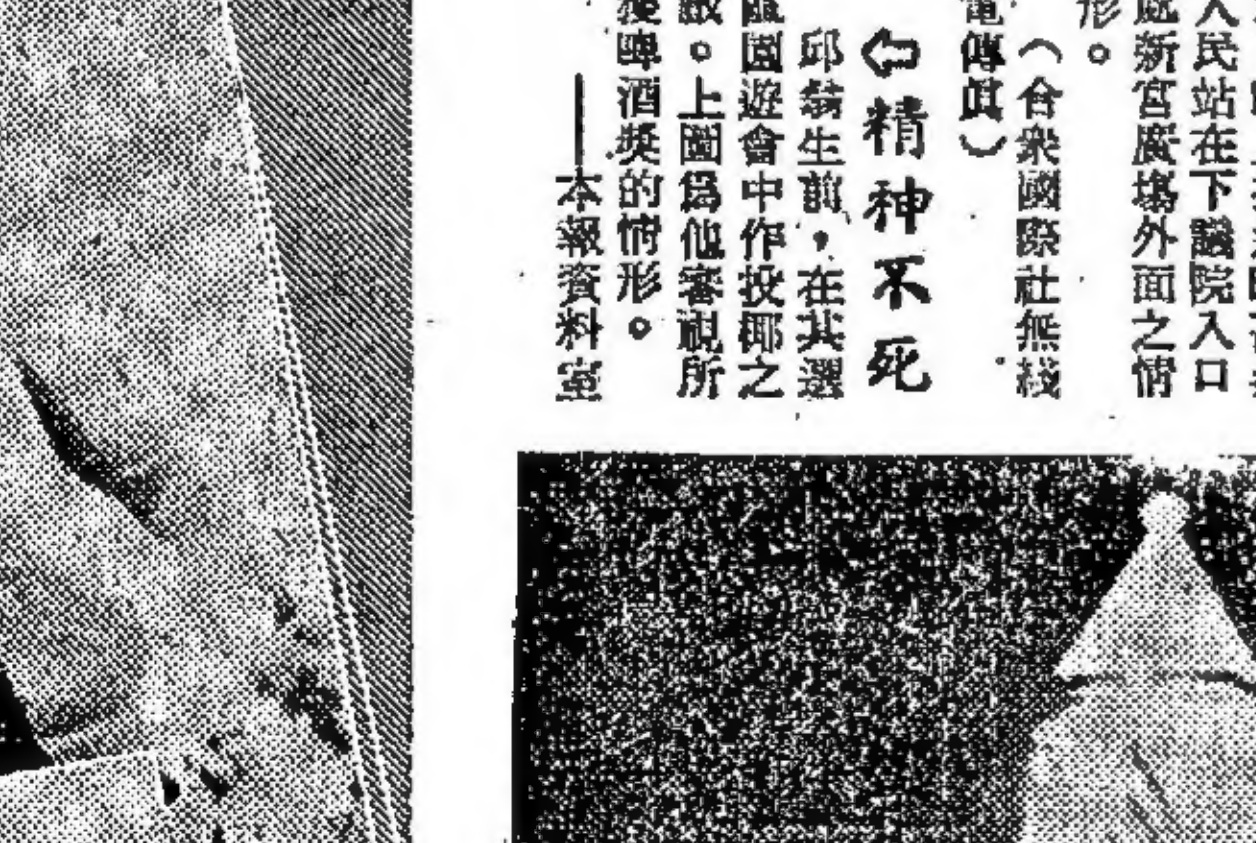 人民站在下議院入口
處新宮廣場外面之情
形。
(合衆國際社無綫
電傳眞)
⇦精神不死
邱翁生前,在其選
區園遊會中作投椰之
戲。上圖爲他審視所
獲啤酒獎的情形。
——本報資料室